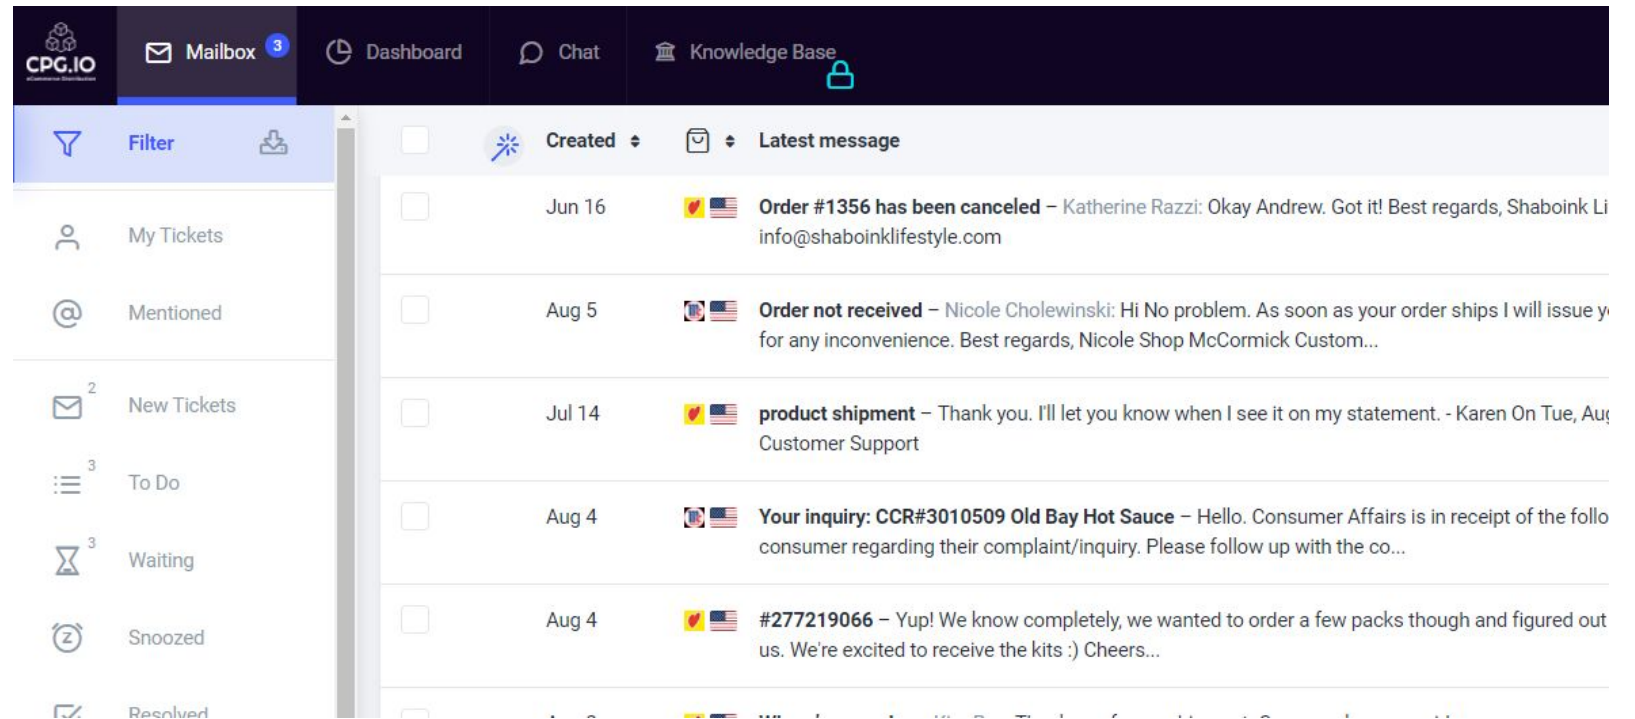 CPG.IO
eCommerce Distribution
Mailbox 3
Dashboard
Chat
Knowledge Base
Filter
Created
Latest message
My Tickets
Mentioned
2
New Tickets
3
To Do
3
Waiting
Snoozed
Resolved
Jun 16
Order #1356 has been canceled – Katherine Razzi: Okay Andrew. Got it! Best regards, Shaboink Li
info@shaboinklifestyle.com
Aug 5
Order not received – Nicole Cholewinski: Hi No problem. As soon as your order ships I will issue y
for any inconvenience. Best regards, Nicole Shop McCormick Custom...
Jul 14
product shipment – Thank you. I'll let you know when I see it on my statement. - Karen On Tue, Aug
Customer Support
Aug 4
Your inquiry: CCR#3010509 Old Bay Hot Sauce – Hello. Consumer Affairs is in receipt of the follo
consumer regarding their complaint/inquiry. Please follow up with the co...
Aug 4
#277219066 – Yup! We know completely, we wanted to order a few packs though and figured out
us. We're excited to receive the kits :) Cheers...